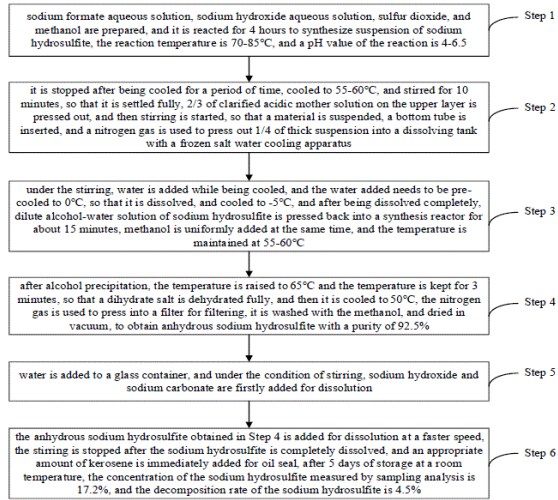 sodium formate aqueous solution, sodium hydroxide aqueous solution, sulfur dioxide, and
methanol are prepared, and it is reacted for 4 hours to synthesize suspension of sodium
hydrosulfite, the reaction temperature is 70-85℃, and a pH value of the reaction is 4-6.5
Step 1
it is stopped after being cooled for a period of time, cooled to 55-60℃, and stirred for 10
minutes, so that it is settled fully, 2/3 of clarified acidic mother solution on the upper layer is
pressed out, and then stirring is started, so that a material is suspended, a bottom tube is
inserted, and a nitrogen gas is used to press out 1/4 of thick suspension into a dissolving tank
with a frozen salt water cooling apparatus
Step 2
under the stirring, water is added while being cooled, and the water added needs to be pre-
cooled to 0℃, so that it is dissolved, and cooled to -5℃, and after being dissolved completely,
dilute alcohol-water solution of sodium hydrosulfite is pressed back into a synthesis reactor for
about 15 minutes, methanol is uniformly added at the same time, and the temperature is
maintained at 55-60℃
Step 3
after alcohol precipitation, the temperature is raised to 65℃ and the temperature is kept for 3
minutes, so that a dihydrate salt is dehydrated fully, and then it is cooled to 50℃, the nitrogen
gas is used to press into a filter for filtering, it is washed with the methanol, and dried in
vacuum, to obtain anhydrous sodium hydrosulfite with a purity of 92.5%
Step 4
water is added to a glass container, and under the condition of stirring, sodium hydroxide and
sodium carbonate are firstly added for dissolution
Step 5
the anhydrous sodium hydrosulfite obtained in Step 4 is added for dissolution at a faster speed,
the stirring is stopped after the sodium hydrosulfite is completely dissolved, and an appropriate
amount of kerosene is immediately added for oil seal, after 5 days of storage at a room
temperature, the concentration of the sodium hydrosulfite measured by sampling analysis is
17.2%, and the decomposition rate of the sodium hydrosulfite is 4.5%
Step 6